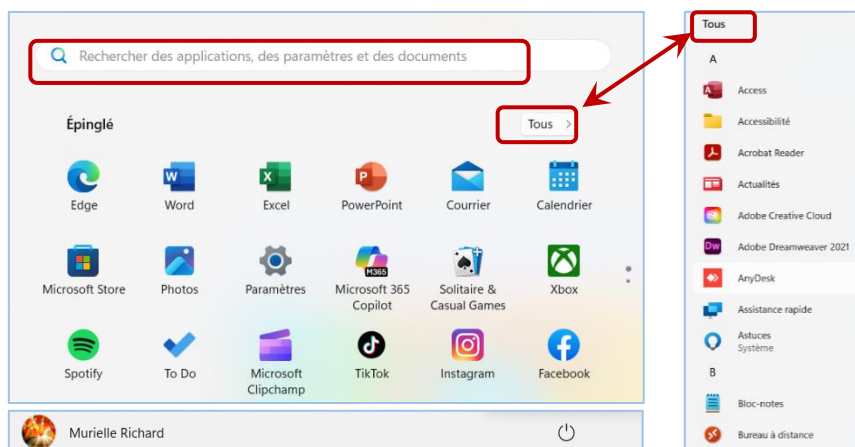 Rechercher des applications, des paramètres et des documents
Épinglé
Tous
Edge
Word
Excel
PowerPoint
Courrier
Calendrier
Microsoft Store
Photos
Paramètres
Microsoft 365
Copilot
Solitaire &
Casual Games
Xbox
Spotify
To Do
Microsoft
Clipchamp
TikTok
Instagram
Facebook
Murielle Richard
Tous
A
Access
Accessibilité
Acrobat Reader
Actualités
Adobe Creative Cloud
Adobe Dreamweaver 2021
AnyDesk
Assistance rapide
Astuces
Système
B
Bloc-notes
Bureau à distance
W
X
P
M365
A
Dw